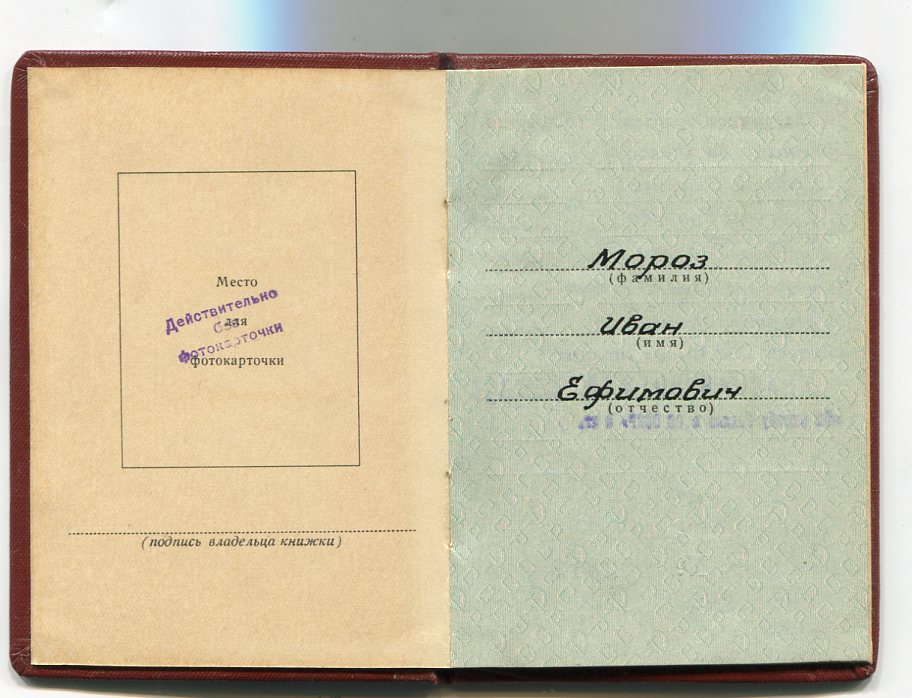 Место
для
фотокарточки
Действительно
без
фотокарточки
(подпись владельца книжки)
Мороз
(фамилия)
Иван
(имя)
Ефимович
(отчество)